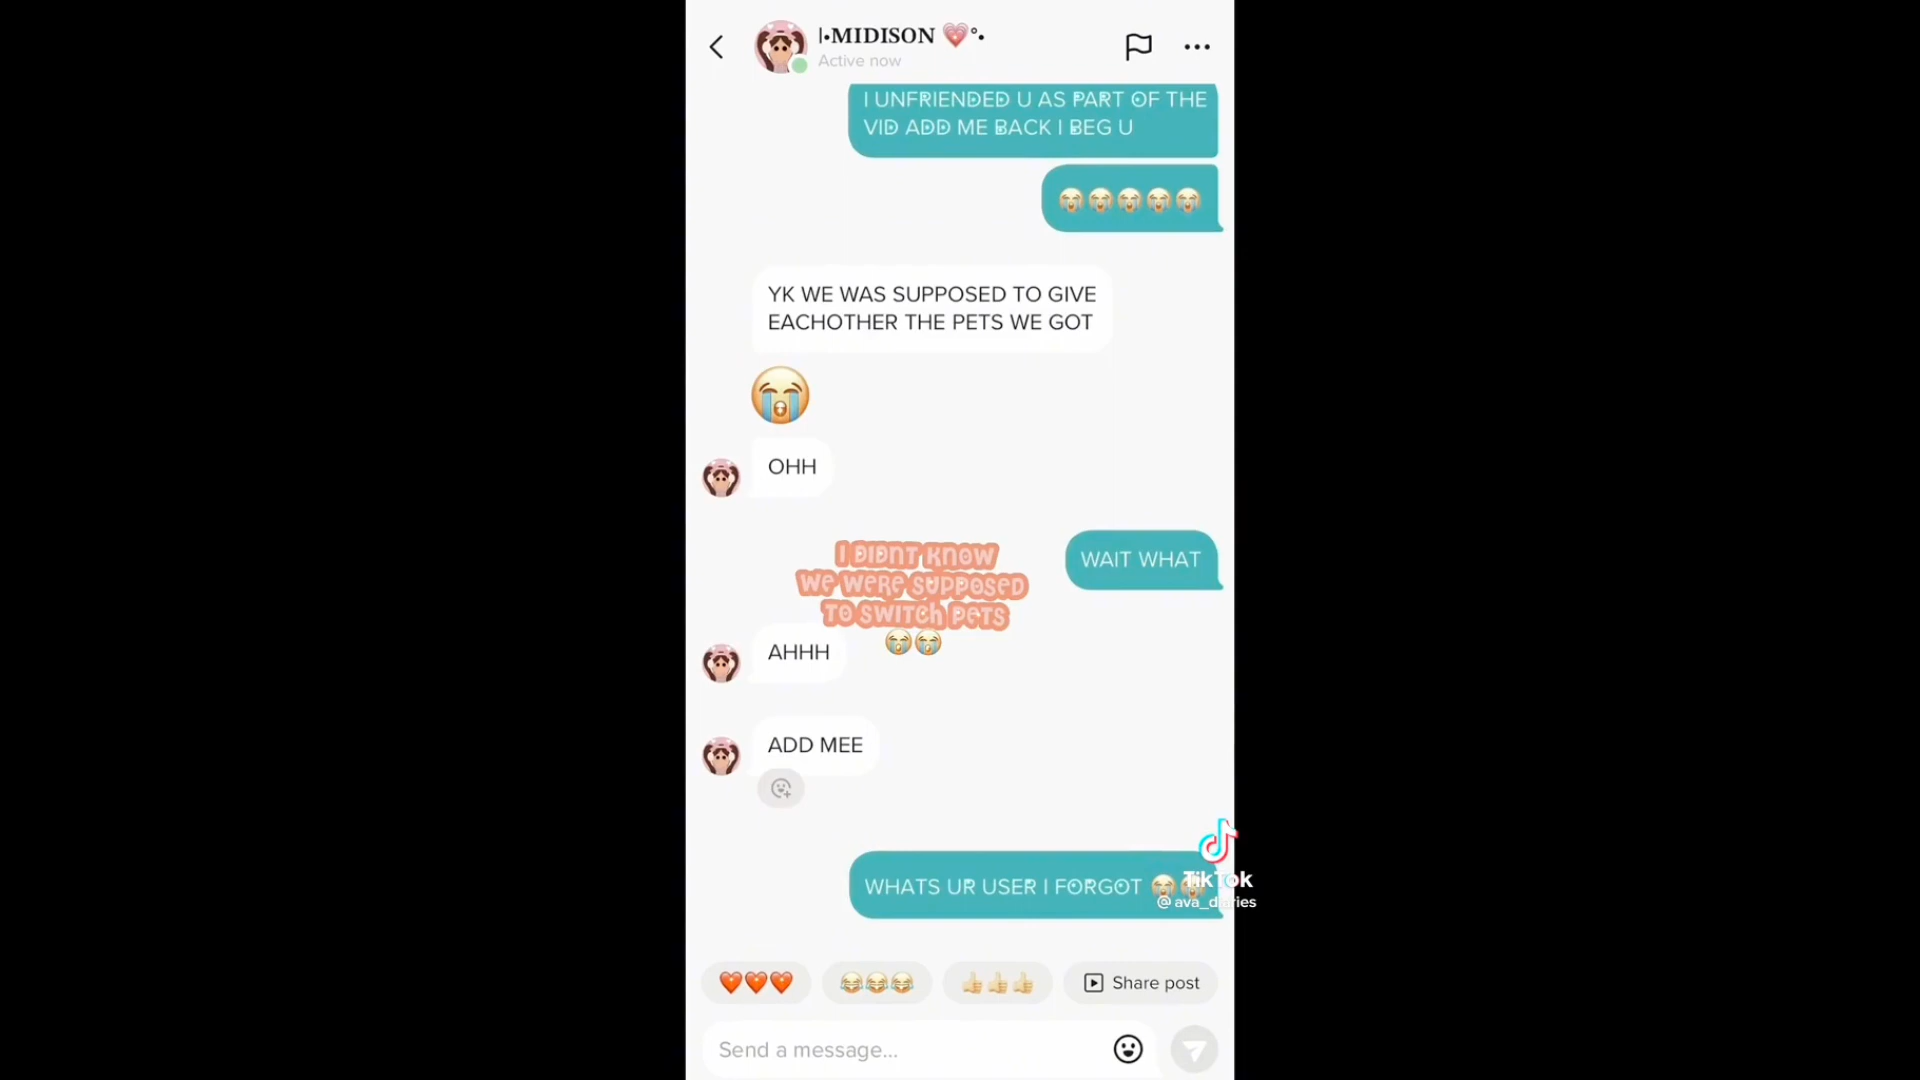 |•MIDISON 💗°•
Active now
I UNFRIENDED U AS PART OF THE
VID ADD ME BACK I BEG U
😭😭😭😭😭
YK WE WAS SUPPOSED TO GIVE
EACHOTHER THE PETS WE GOT
😭
OHH
WAIT WHAT
I DIDNT KNOW
WE WERE SUPPOSED
TO SWITCH PETS
😭😭
AHHH
ADD MEE
WHATS UR USER I FORGOT 😭😭
TikTok
@ava_diaries
❤️❤️❤️ 😂😂😂 👍🏻👍🏻👍🏻 Share post
Send a message...